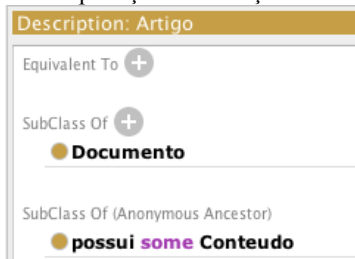 Description: Artigo
Equivalent To
SubClass Of
Documento
SubClass Of (Anonymous Ancestor)
possui some Conteudo